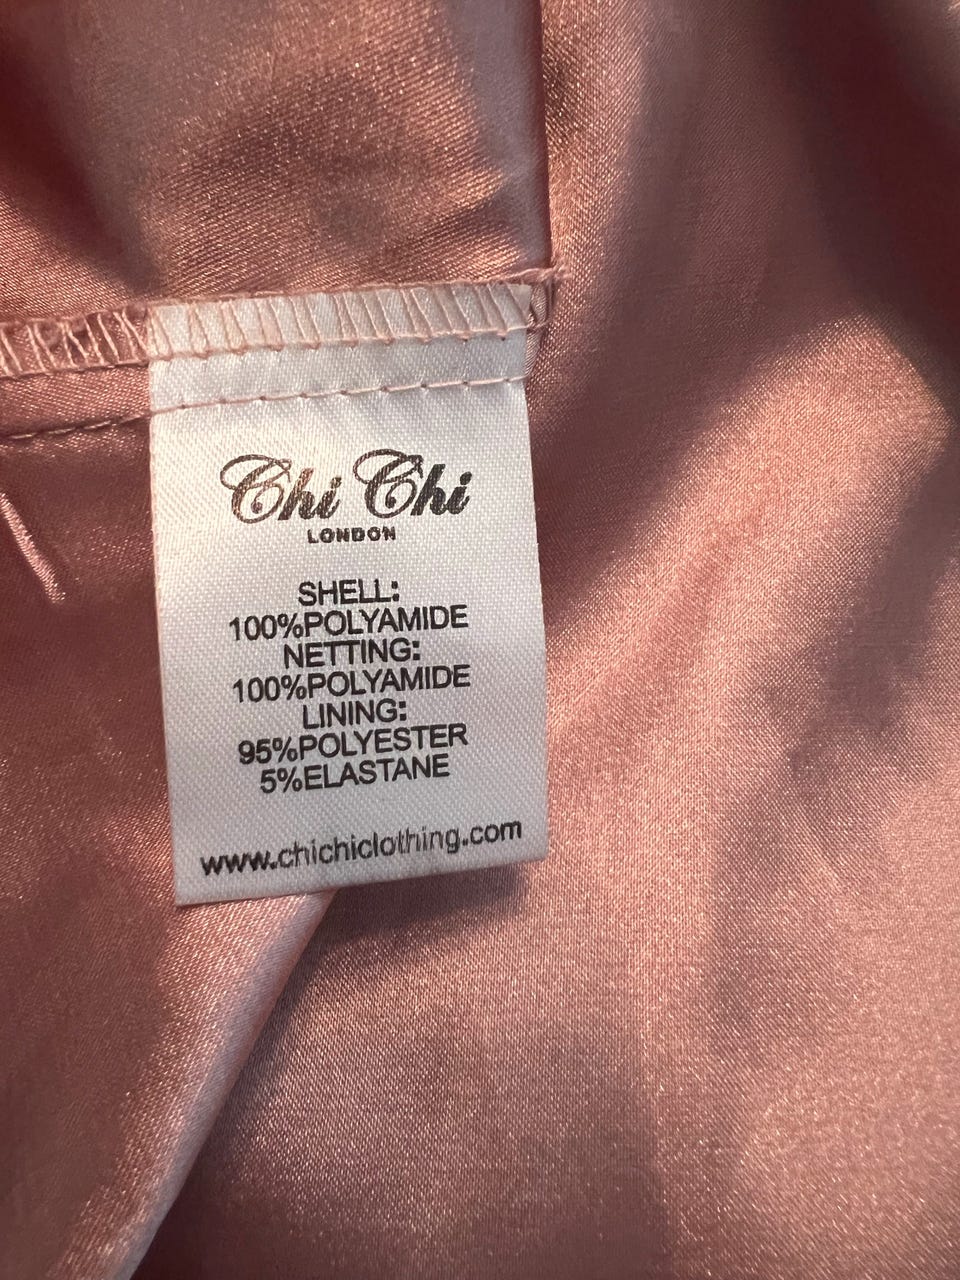 Chi Chi
LONDON
SHELL:
100%POLYAMIDE
NETTING:
100%POLYAMIDE
LINING:
95%POLYESTER
5%ELASTANE
www.chichiclothing.com